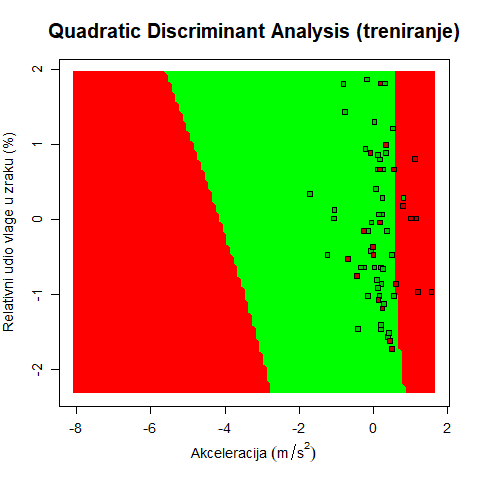 Quadratic Discriminant Analysis (treniranje)
Relativni udio vlage u zraku (%)
2
1
0
-1
-2
-8 -6 -4 -2 0 2
Akceleracija (m/s²)